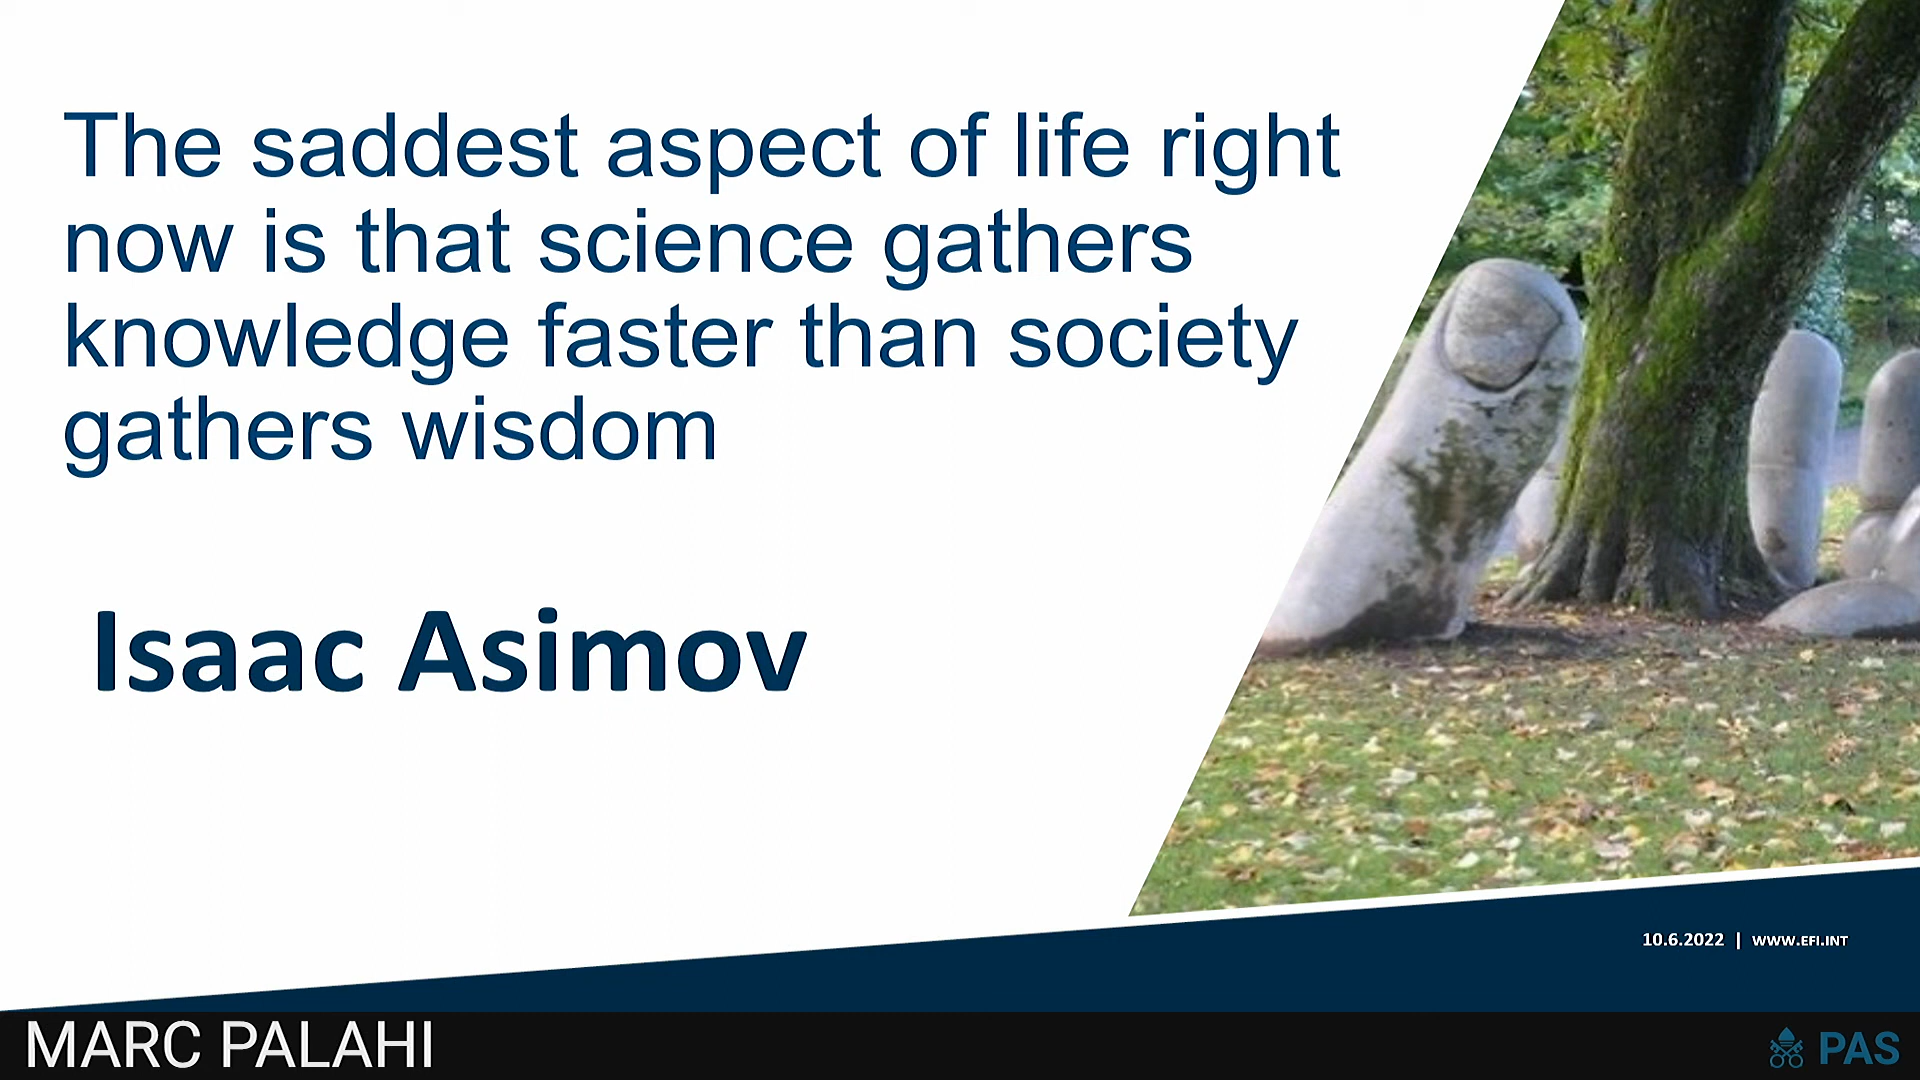 The saddest aspect of life right
now is that science gathers
knowledge faster than society
gathers wisdom
Isaac Asimov
10.6.2022 | WWW.EFI.INT
MARC PALAHI
PAS